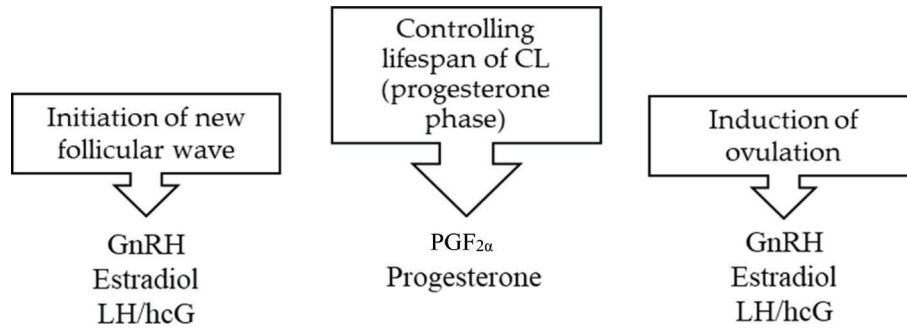 Initiation of new
follicular wave
GnRH
Estradiol
LH/hcG
Controlling
lifespan of CL
(progesterone
phase)
PGF2α
Progesterone
Induction of
ovulation
GnRH
Estradiol
LH/hcG